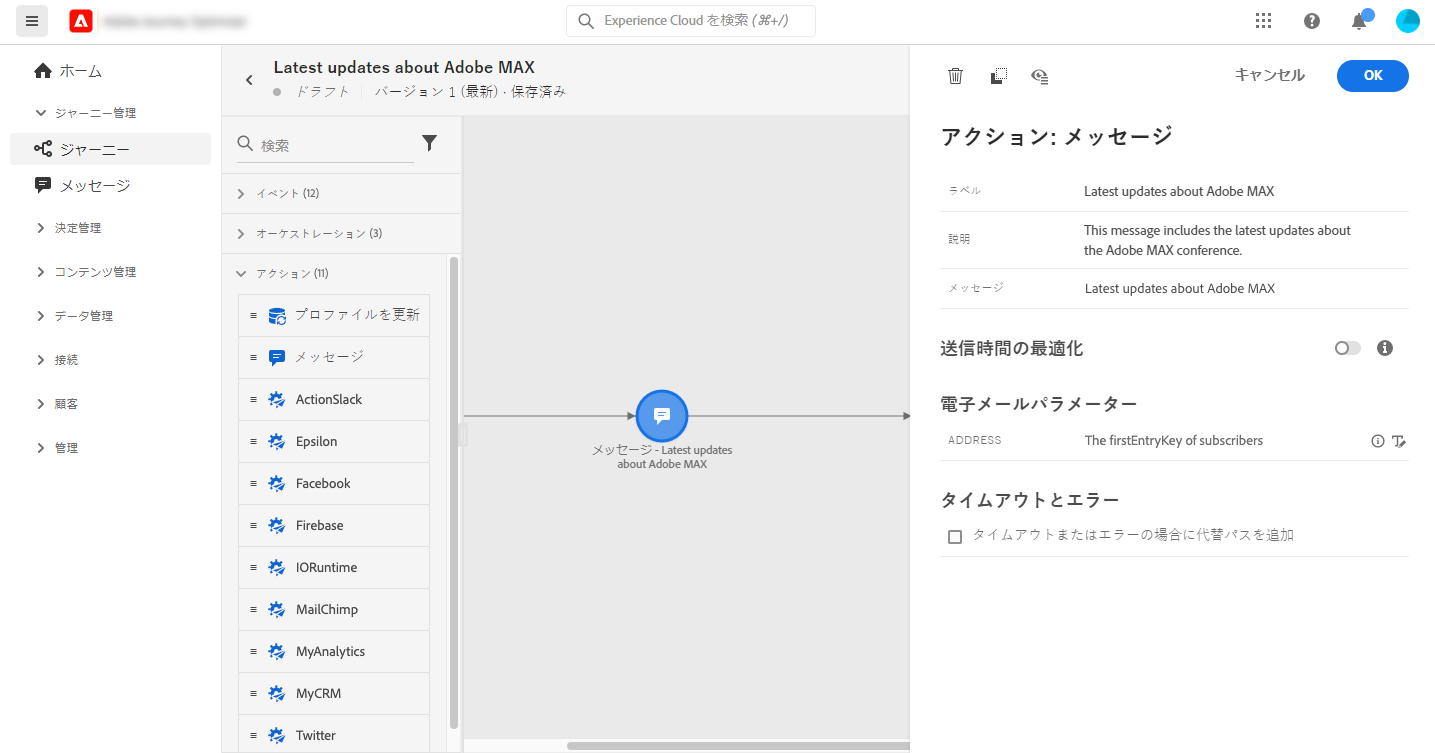 Experience Cloud を検索 (⌘+/)
ホーム
ジャーニー管理
ジャーニー
メッセージ
決定管理
コンテンツ管理
データ管理
接続
顧客
管理
Latest updates about Adobe MAX
ドラフト
バージョン 1 (最新) · 保存済み
検索
イベント (12)
オーケストレーション (3)
アクション (11)
プロファイルを更新
メッセージ
ActionSlack
Epsilon
Facebook
Firebase
IORuntime
MailChimp
MyAnalytics
MyCRM
Twitter
メッセージ - Latest updates
about Adobe MAX
キャンセル
OK
アクション: メッセージ
ラベル Latest updates about Adobe MAX
説明 This message includes the latest updates about
the Adobe MAX conference.
メッセージ Latest updates about Adobe MAX
送信時間の最適化
電子メールパラメーター
ADDRESS The firstEntryKey of subscribers
タイムアウトとエラー
タイムアウトまたはエラーの場合に代替パスを追加